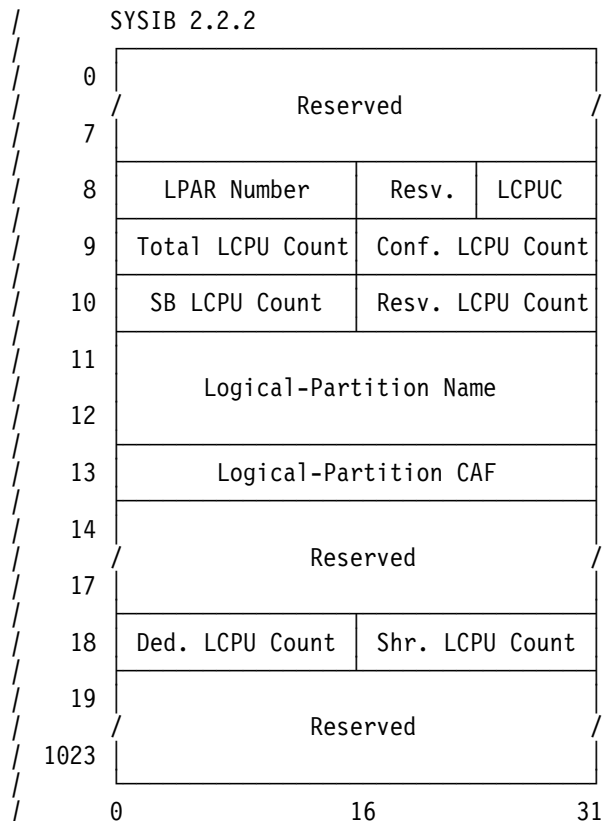 SYSIB 2.2.2
0
Reserved
7
8 LPAR Number Resv. LCPUC
9 Total LCPU Count Conf. LCPU Count
10 SB LCPU Count Resv. LCPU Count
11
Logical-Partition Name
12
13 Logical-Partition CAF
14
Reserved
17
18 Ded. LCPU Count Shr. LCPU Count
19
Reserved
1023
0 16 31